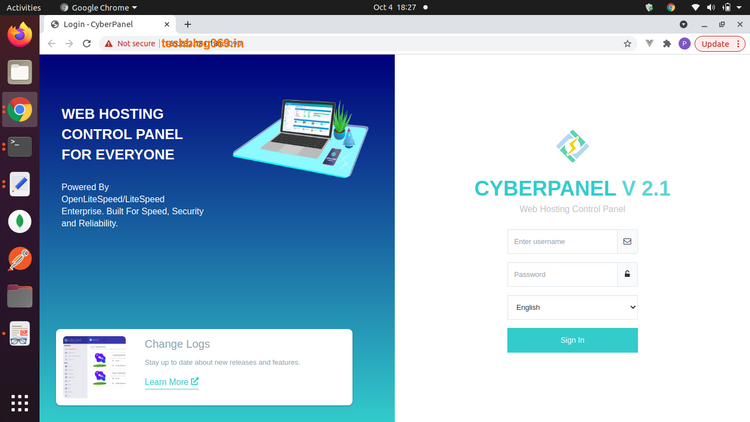 Activities
Google Chrome
Oct 4 18:27
Login - CyberPanel
Not secure
techblog969.in
Update
P
WEB HOSTING
CONTROL PANEL
FOR EVERYONE
Powered By
OpenLiteSpeed/LiteSpeed
Enterprise. Built For Speed, Security
and Reliability.
Change Logs
Stay up to date about new releases and features.
Learn More
CYBERPANEL V 2.1
Web Hosting Control Panel
Enter username
Password
English
Sign In